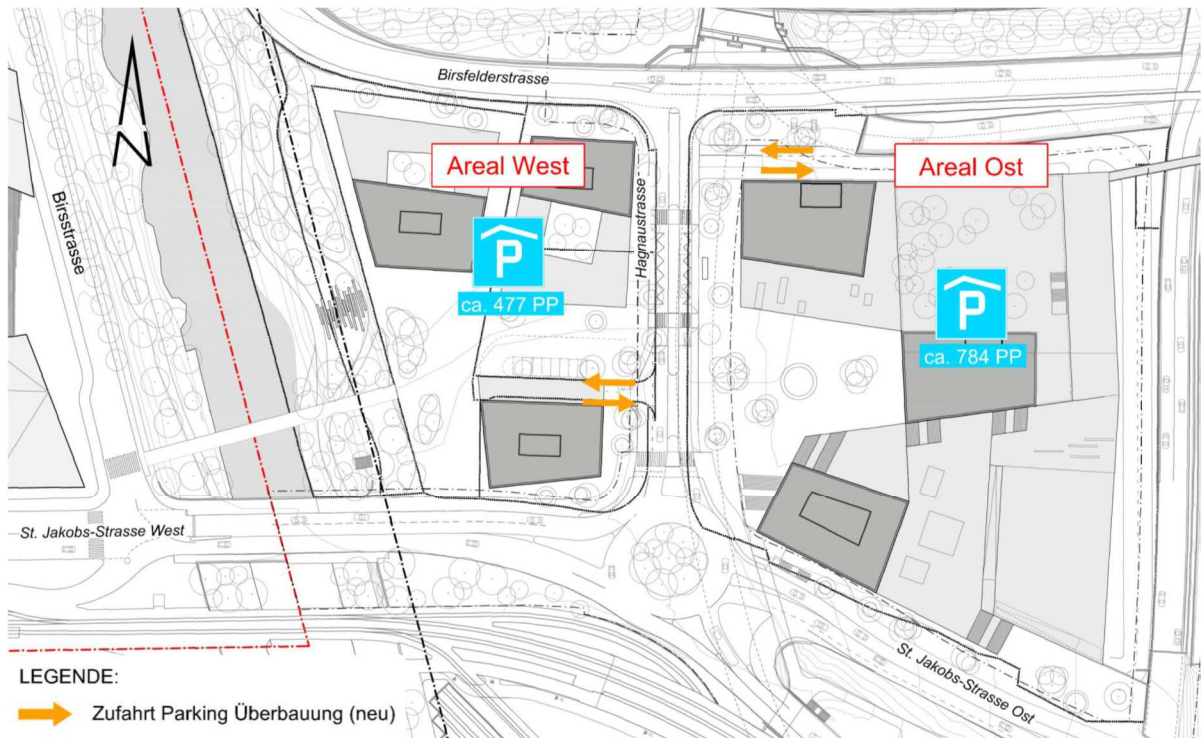 Birsfelderstrasse
N
Areal West
Areal Ost
Birsstrasse
Hagnaustrasse
P
ca. 477 PP
P
ca. 784 PP
St. Jakobs-Strasse West
St. Jakobs-Strasse Ost
LEGENDE:
Zufahrt Parking Überbauung (neu)